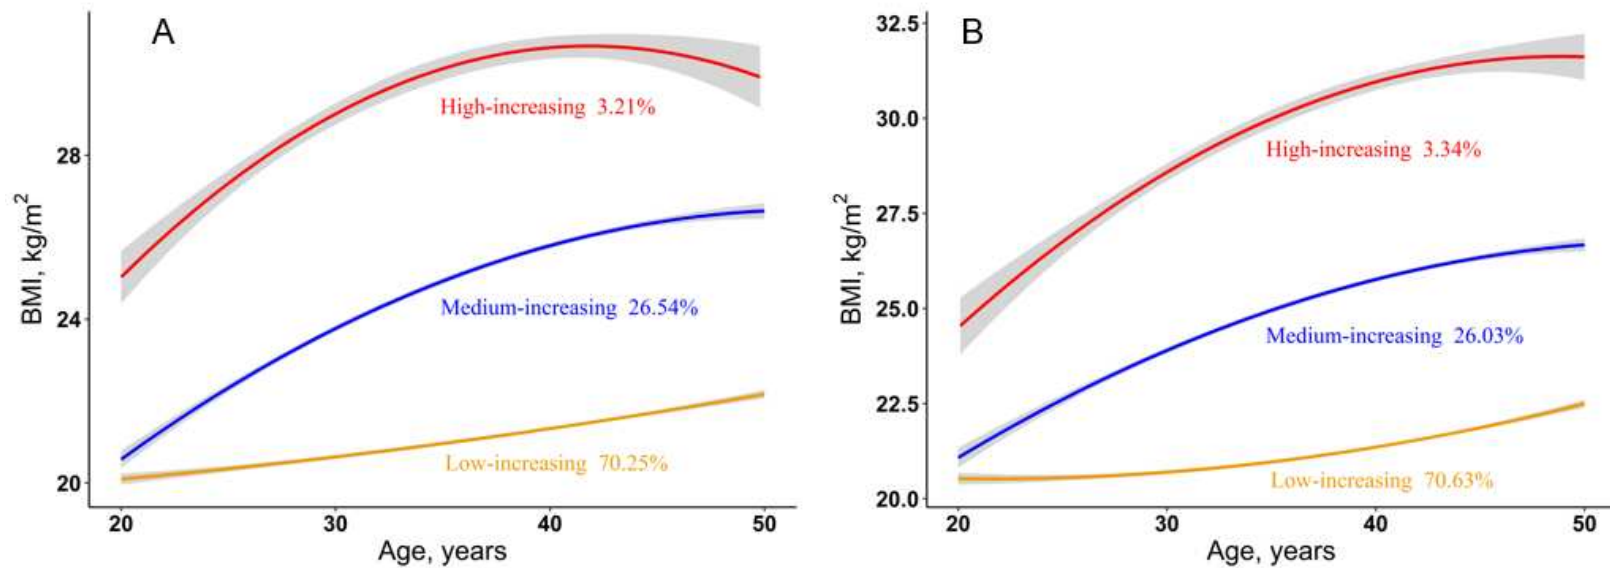 A
BMI, kg/m²
28
24
20
High-increasing 3.21%
Medium-increasing 26.54%
Low-increasing 70.25%
20 30 40 50
Age, years
B
BMI, kg/m²
32.5
30.0
27.5
25.0
22.5
20.0
High-increasing 3.34%
Medium-increasing 26.03%
Low-increasing 70.63%
20 30 40 50
Age, years